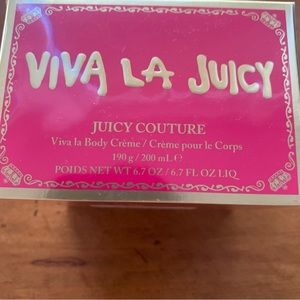 VIVA LA JUICY
JUICY COUTURE
Viva la Body Crème / Crème pour le Corps
190 g / 200 mL ℮
POIDS NET WT 6.7 OZ / 6.7 FL OZ LIQ.